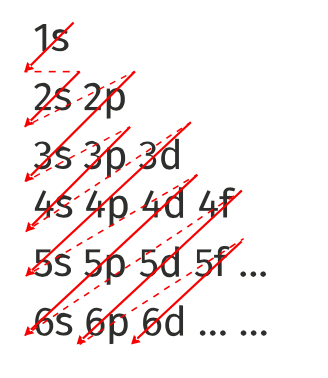 1s
2s 2p
3s 3p 3d
4s 4p 4d 4f
5s 5p 5d 5f ...
6s 6p 6d ... ...